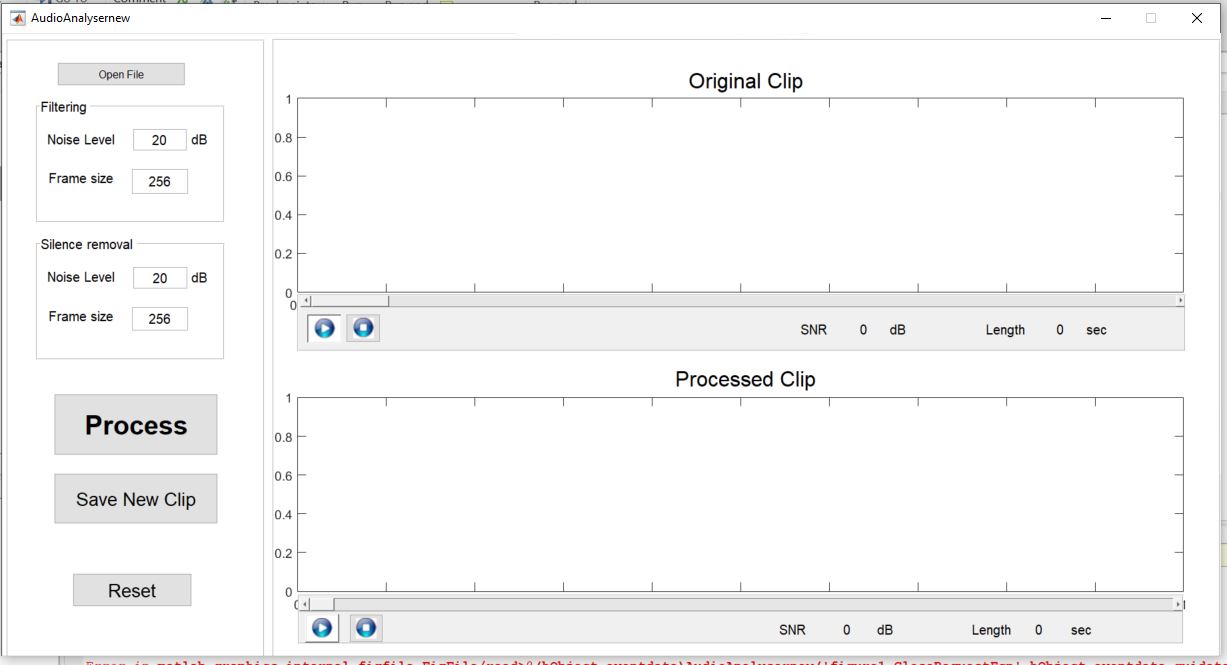 AudioAnalysernew
Open File
Filtering
Noise Level 20 dB
Frame size 256
Silence removal
Noise Level 20 dB
Frame size 256
Process
Save New Clip
Reset
Original Clip
1
0.8
0.6
0.4
0.2
0
0
SNR 0 dB Length 0 sec
Processed Clip
1
0.8
0.6
0.4
0.2
0
SNR 0 dB Length 0 sec